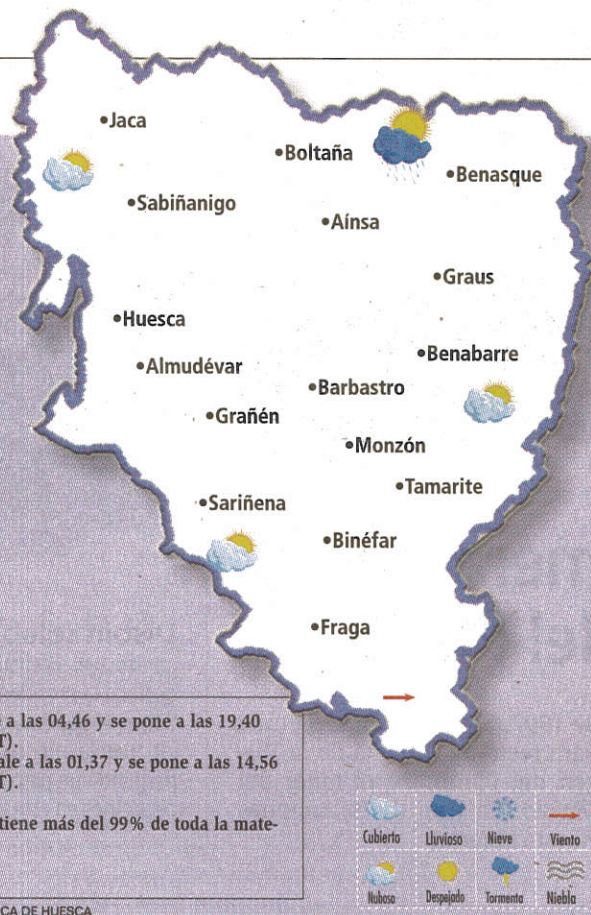 •Jaca
•Boltaña
•Benasque
•Sabiñanigo
•Aínsa
•Graus
•Huesca
•Benabarre
•Almudévar
•Barbastro
•Grañén
•Monzón
•Tamarite
•Sariñena
•Binéfar
•Fraga
a las 04,46 y se pone a las 19,40
T).
ale a las 01,37 y se pone a las 14,56
T).
tiene más del 99% de toda la mate-
Cubierto Lluvioso Nieve Viento
Nuboso Despejado Tormenta Niebla
CA DE HUESCA